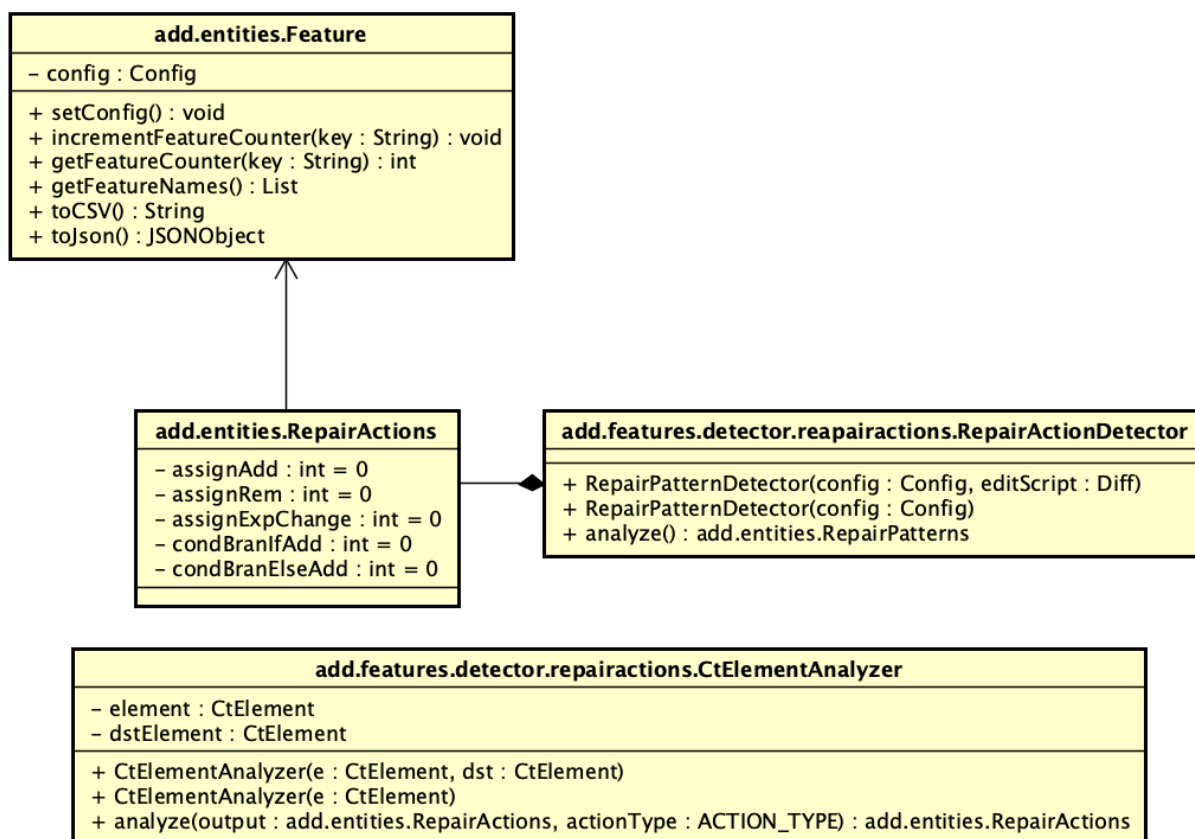 add.entities.Feature
– config : Config
+ setConfig() : void
+ incrementFeatureCounter(key : String) : void
+ getFeatureCounter(key : String) : int
+ getFeatureNames() : List
+ toCSV() : String
+ toJson() : JSONObject
add.entities.RepairActions
– assignAdd : int = 0
– assignRem : int = 0
– assignExpChange : int = 0
– condBranIfAdd : int = 0
– condBranElseAdd : int = 0
add.features.detector.reapairactions.RepairActionDetector
+ RepairPatternDetector(config : Config, editScript : Diff)
+ RepairPatternDetector(config : Config)
+ analyze() : add.entities.RepairPatterns
add.features.detector.repairactions.CtElementAnalyzer
– element : CtElement
– dstElement : CtElement
+ CtElementAnalyzer(e : CtElement, dst : CtElement)
+ CtElementAnalyzer(e : CtElement)
+ analyze(output : add.entities.RepairActions, actionType : ACTION_TYPE) : add.entities.RepairActions